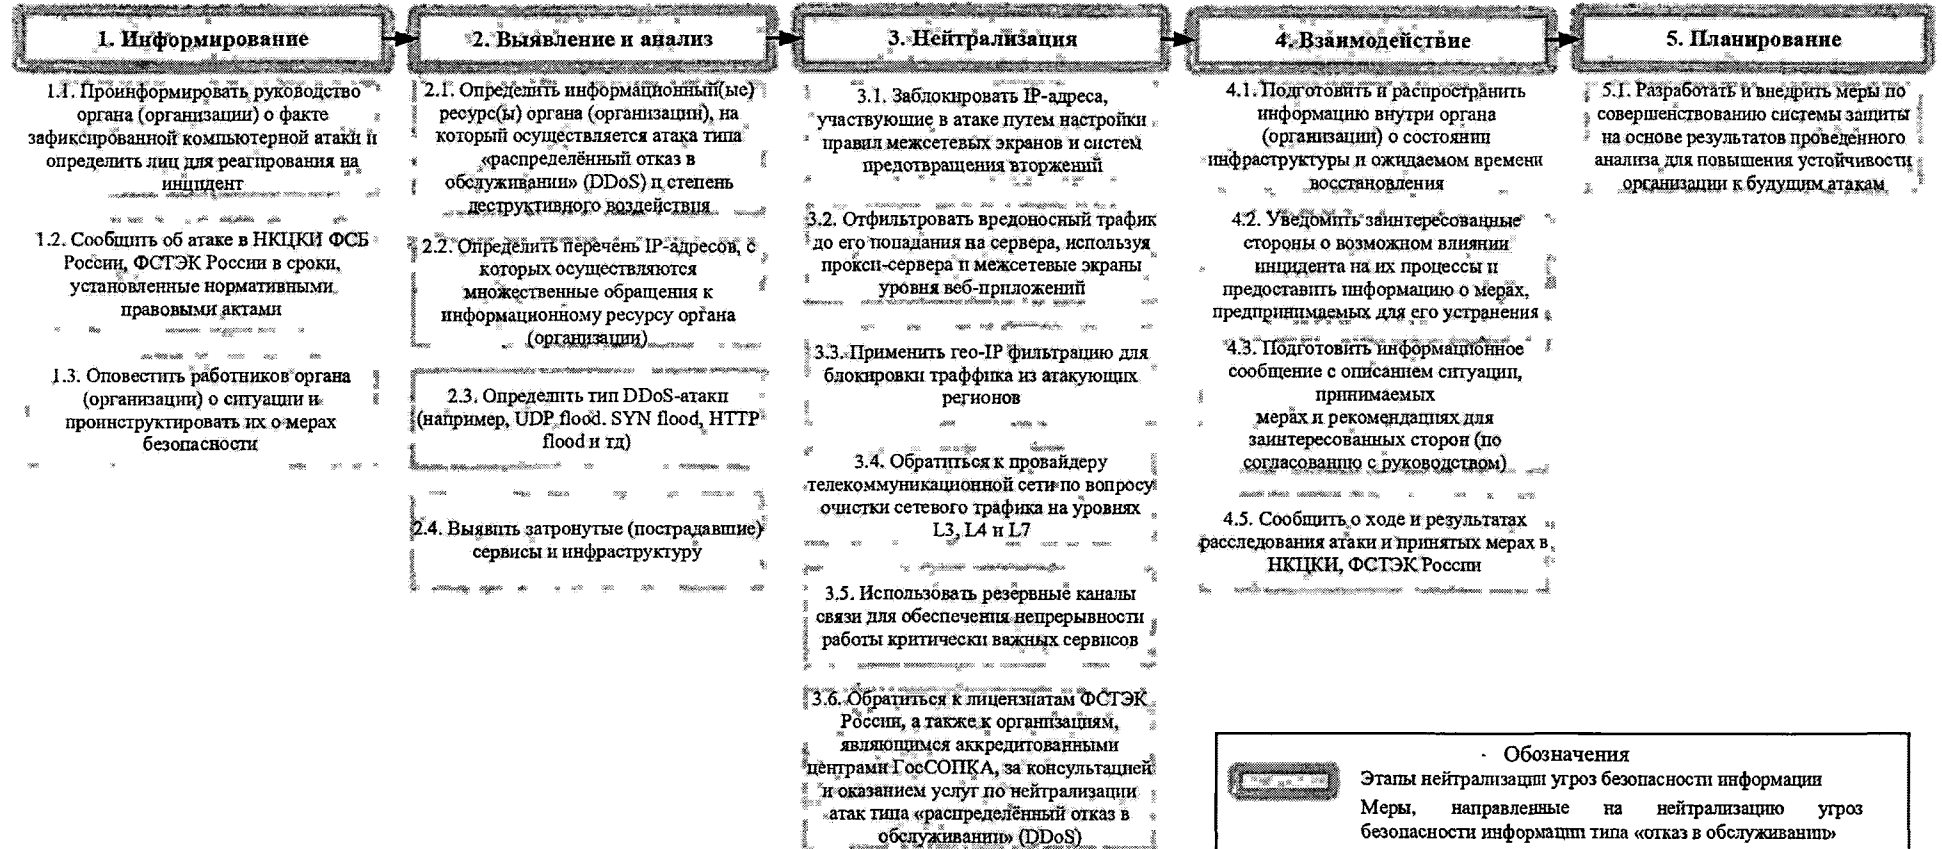 1. Информирование
1.1. Проинформировать руководство
органа (организации) о факте
зафиксированной компьютерной атаки и
определить лиц для реагирования на
инцидент
1.2. Сообщить об атаке в НКЦКИ ФСБ
России, ФСТЭК России в сроки,
установленные нормативными
правовыми актами
1.3. Оповестить работников органа
(организации) о ситуации и
проинструктировать их о мерах
безопасности
2. Выявление и анализ
2.1. Определить информационный(ые)
ресурс(ы) органа (организации), на
который осуществляется атака типа
«распределённый отказ в
обслуживании» (DDoS) и степень
деструктивного воздействия
2.2. Определить перечень IP-адресов, с
которых осуществляются
множественные обращения к
информационному ресурсу органа
(организации)
2.3. Определить тип DDoS-атаки
(например, UDP flood. SYN flood, HTTP
flood и тд)
2.4. Выявить затронутые (пострадавшие)
сервисы и инфраструктуру
3. Нейтрализация
3.1. Заблокировать IP-адреса,
участвующие в атаке путем настройки
правил межсетевых экранов и систем
предотвращения вторжений
3.2. Отфильтровать вредоносный трафик
до его попадания на сервера, используя
прокси-сервера и межсетевые экраны
уровня веб-приложений
3.3. Применить гео-IP фильтрацию для
блокировки траффика из атакующих
регионов
3.4. Обратиться к провайдеру
телекоммуникационной сети по вопросу
очистки сетевого трафика на уровнях
L3, L4 и L7
3.5. Использовать резервные каналы
связи для обеспечения непрерывности
работы критически важных сервисов
3.6. Обратиться к лицензиатам ФСТЭК
России, а также к организациям,
являющимся аккредитованными
центрами ГосСОПКА, за консультацией
и оказанием услуг по нейтрализации
атак типа «распределённый отказ в
обслуживании» (DDoS)
4. Взаимодействие
4.1. Подготовить и распространить
информацию внутри органа
(организации) о состоянии
инфраструктуры и ожидаемом времени
восстановления
4.2. Уведомить заинтересованные
стороны о возможном влиянии
инцидента на их процессы и
предоставить информацию о мерах,
предпринимаемых для его устранения
4.3. Подготовить информационное
сообщение с описанием ситуации,
принимаемых
мерах и рекомендациях для
заинтересованных сторон (по
согласованию с руководством)
4.5. Сообщить о ходе и результатах
расследования атаки и принятых мерах в
НКЦКИ, ФСТЭК России
5. Планирование
5.1. Разработать и внедрить меры по
совершенствованию системы защиты
на основе результатов проведённого
анализа для повышения устойчивости
организации к будущим атакам
Обозначения
Этапы нейтрализации угроз безопасности информации
Меры, направленные на нейтрализацию угроз
безопасности информации типа «отказ в обслуживании»